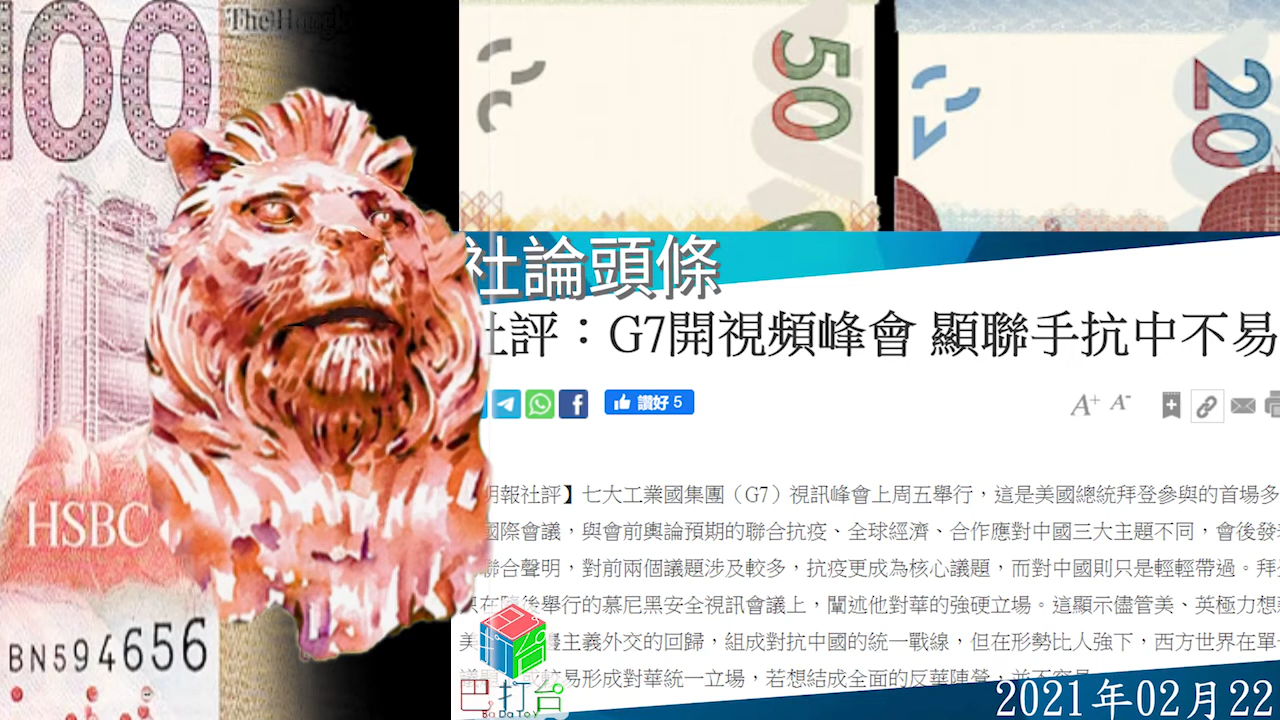 100
The Hongk
50
20
社論頭條
社評：G7開視頻峰會 顯聯手抗中不易
讚好 5
A+ A-
明報社評】七大工業國集團（G7）視訊峰會上周五舉行，這是美國總統拜登參與的首場多
國際會議，與會前輿論預期的聯合抗疫、全球經濟、合作應對中國三大主題不同，會後發
聯合聲明，對前兩個議題涉及較多，抗疫更成為核心議題，而對中國則只是輕輕帶過。拜
在隨後舉行的慕尼黑安全視訊會議上，闡述他對華的強硬立場。這顯示儘管美、英極力想
美 邊主義外交的回歸，組成對抗中國的統一戰線，但在形勢比人強下，西方世界在單
易形成對華統一立場，若想結成全面的反華陣營，並不容易
HSBC
BN594656
巴打台
BaDaToy
2021年02月22